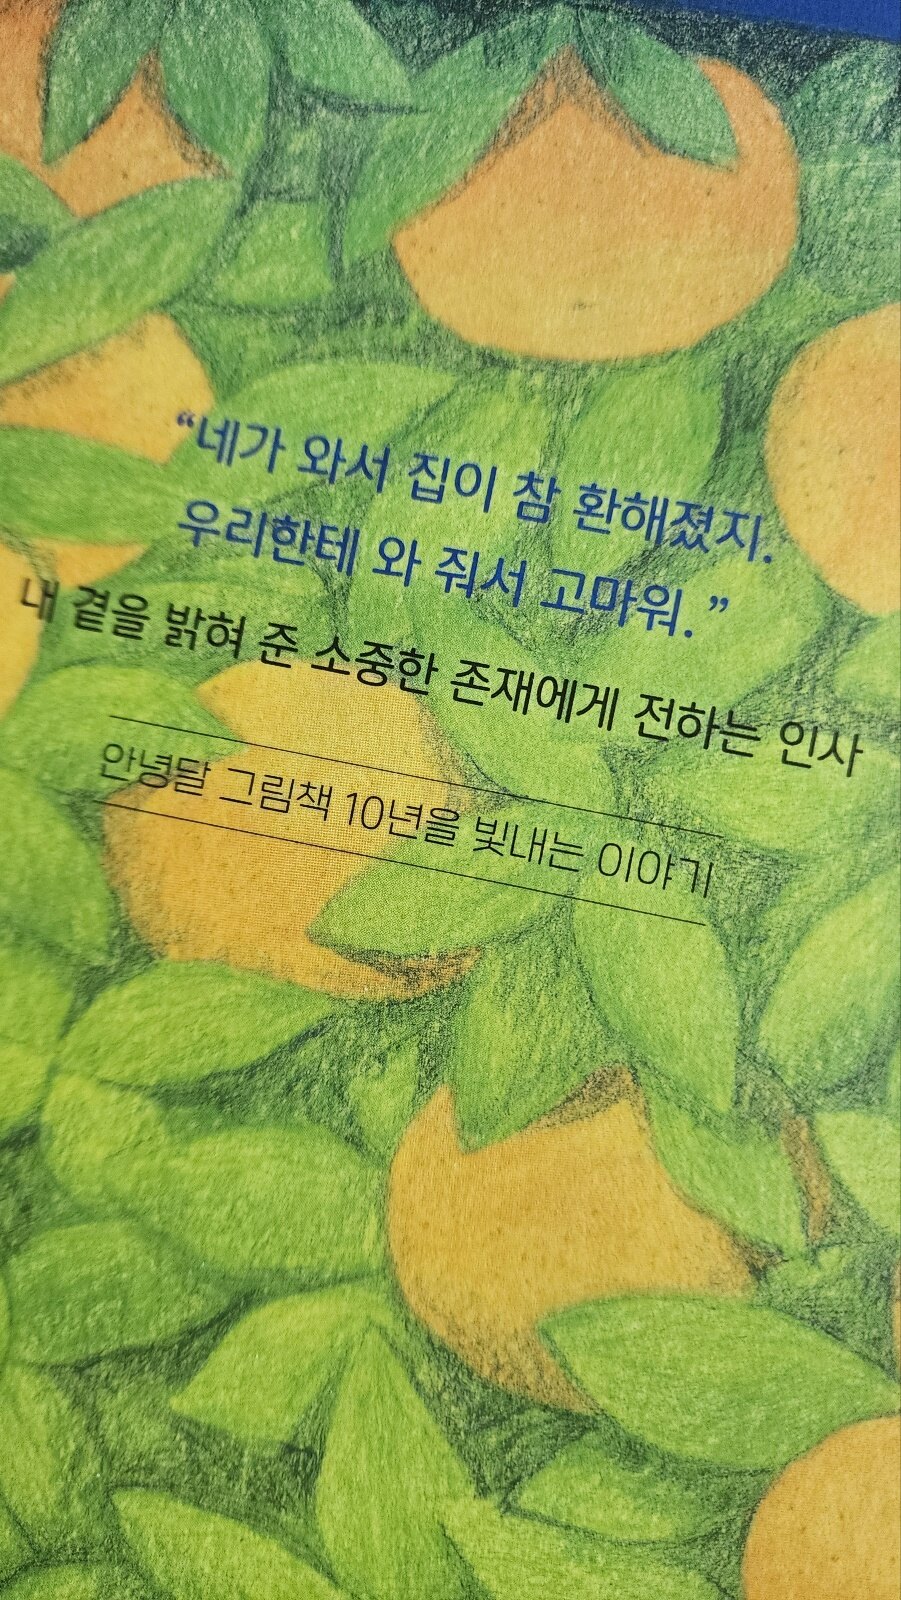 “네가 와서 집이 참 환해졌지.
우리한테 와 줘서 고마워.”
내 곁을 밝혀 준 소중한 존재에게 전하는 인사
안녕달 그림책 10년을 빛내는 이야기